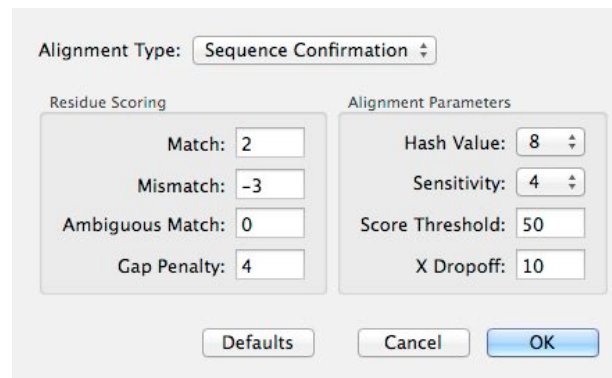 Alignment Type: Sequence Confirmation
Residue Scoring
Match: 2
Mismatch: -3
Ambiguous Match: 0
Gap Penalty: 4
Alignment Parameters
Hash Value: 8
Sensitivity: 4
Score Threshold: 50
X Dropoff: 10
Defaults Cancel OK